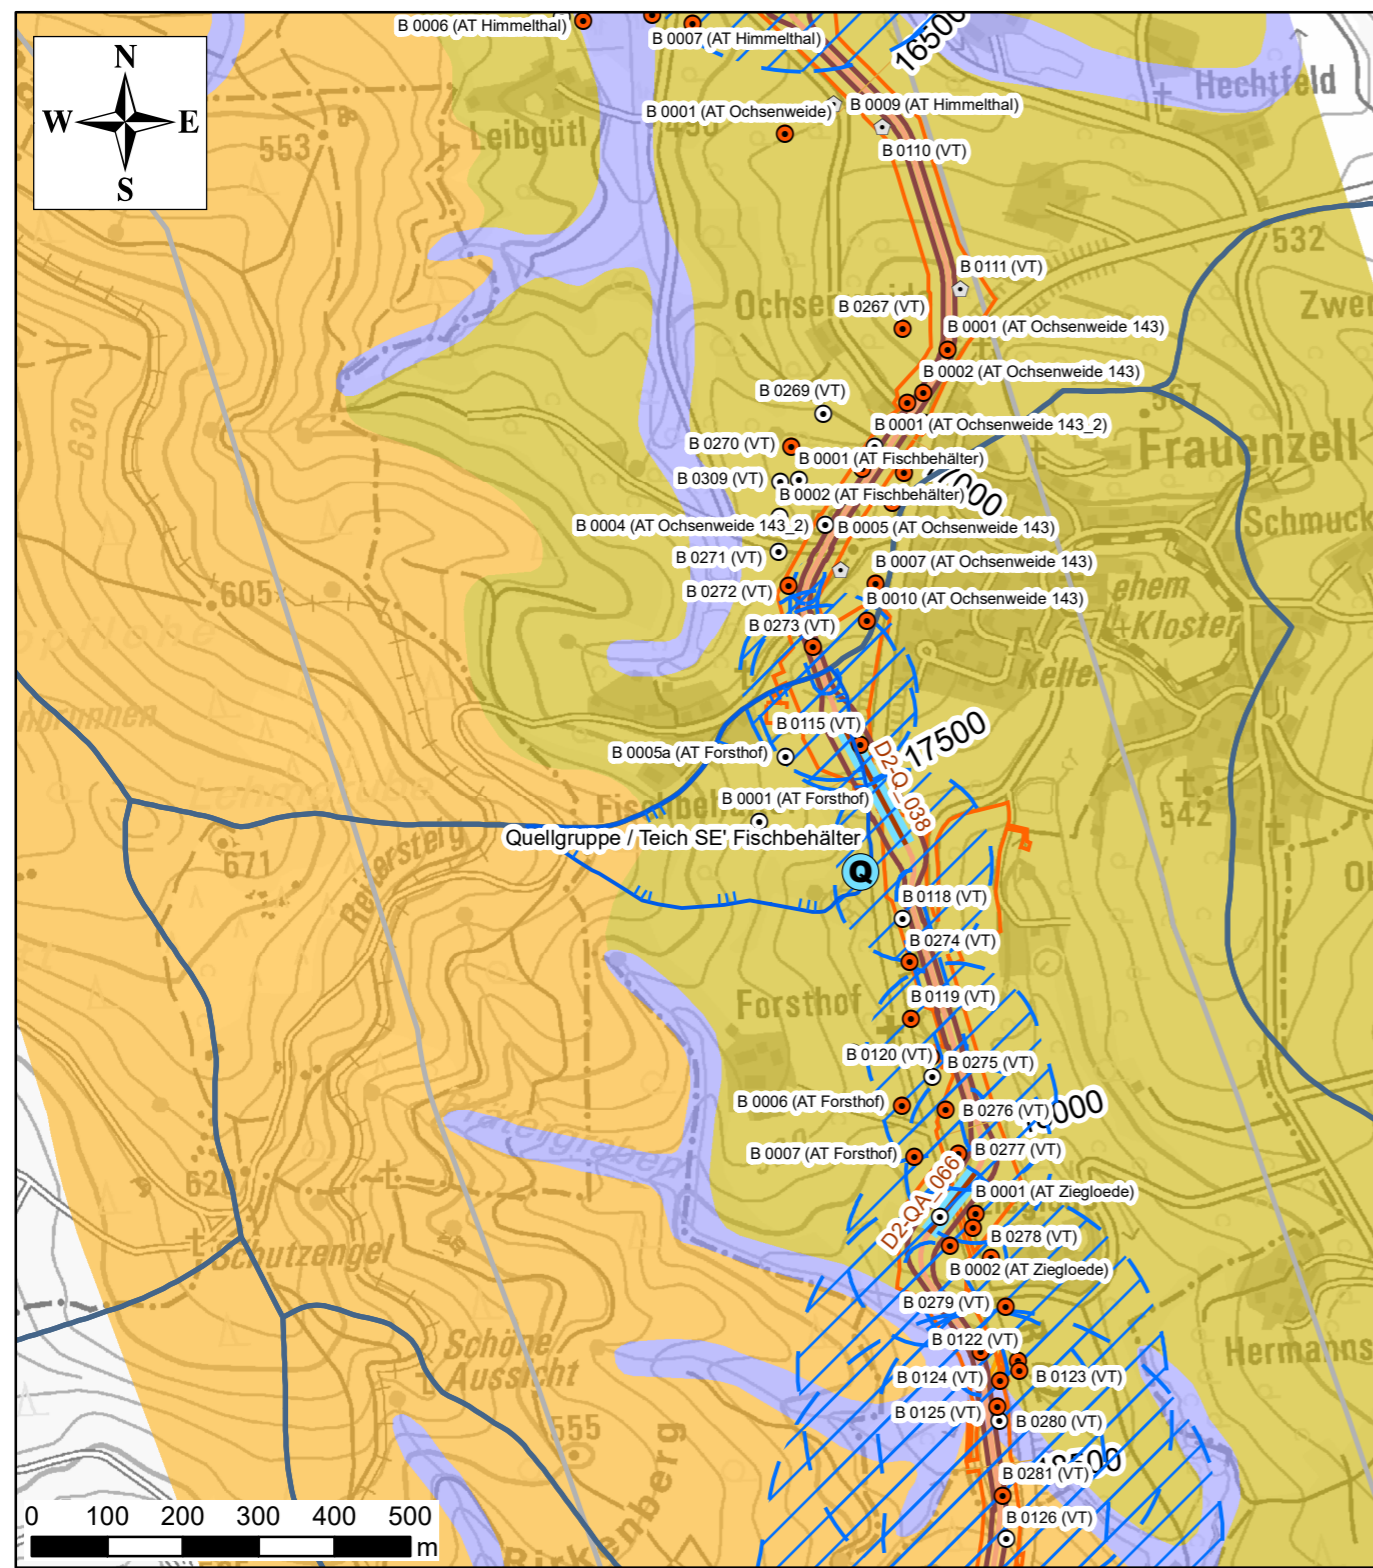 B 0006 (AT Himmelthal)
B 0007 (AT Himmelthal)
16500
N
W
E
S
Hechtfeld
B 0001 (AT Ochsenweide)
B 0009 (AT Himmelthal)
Leibgütl
553
B 0110 (VT)
532
B 0111 (VT)
B 0267 (VT)
B 0001 (AT Ochsenweide 143)
B 0002 (AT Ochsenweide 143)
B 0269 (VT)
630
B 0001 (AT Ochsenweide 143_2)
B 0270 (VT)
B 0001 (AT Fischbehälter)
Frauenzell
B 0309 (VT)
B 0002 (AT Fischbehälter)
B 0004 (AT Ochsenweide 143_2)
B 0005 (AT Ochsenweide 143)
Schmuck
B 0271 (VT)
B 0007 (AT Ochsenweide 143)
605
B 0272 (VT)
B 0010 (AT Ochsenweide 143)
ehem
Kloster
B 0273 (VT)
Keller
B 0115 (VT)
17500
B 0005a (AT Forsthof)
D2-Q_038
B 0001 (AT Forsthof)
542
Quellgruppe / Teich SE' Fischbehälter
671
Reitersterg
Q
B 0118 (VT)
B 0274 (VT)
Forsthof
B 0119 (VT)
B 0120 (VT)
B 0275 (VT)
B 0006 (AT Forsthof)
B 0276 (VT)
B 0007 (AT Forsthof)
B 0277 (VT)
D2-QA_066
B 0001 (AT Ziegloede)
Schutzengel
B 0278 (VT)
B 0002 (AT Ziegloede)
B 0279 (VT)
B 0122 (VT)
Schöne
Aussicht
Hermanns
B 0124 (VT)
B 0123 (VT)
B 0125 (VT)
B 0280 (VT)
555
B 0281 (VT)
B 0126 (VT)
Birkenberg
0 100 200 300 400 500
m